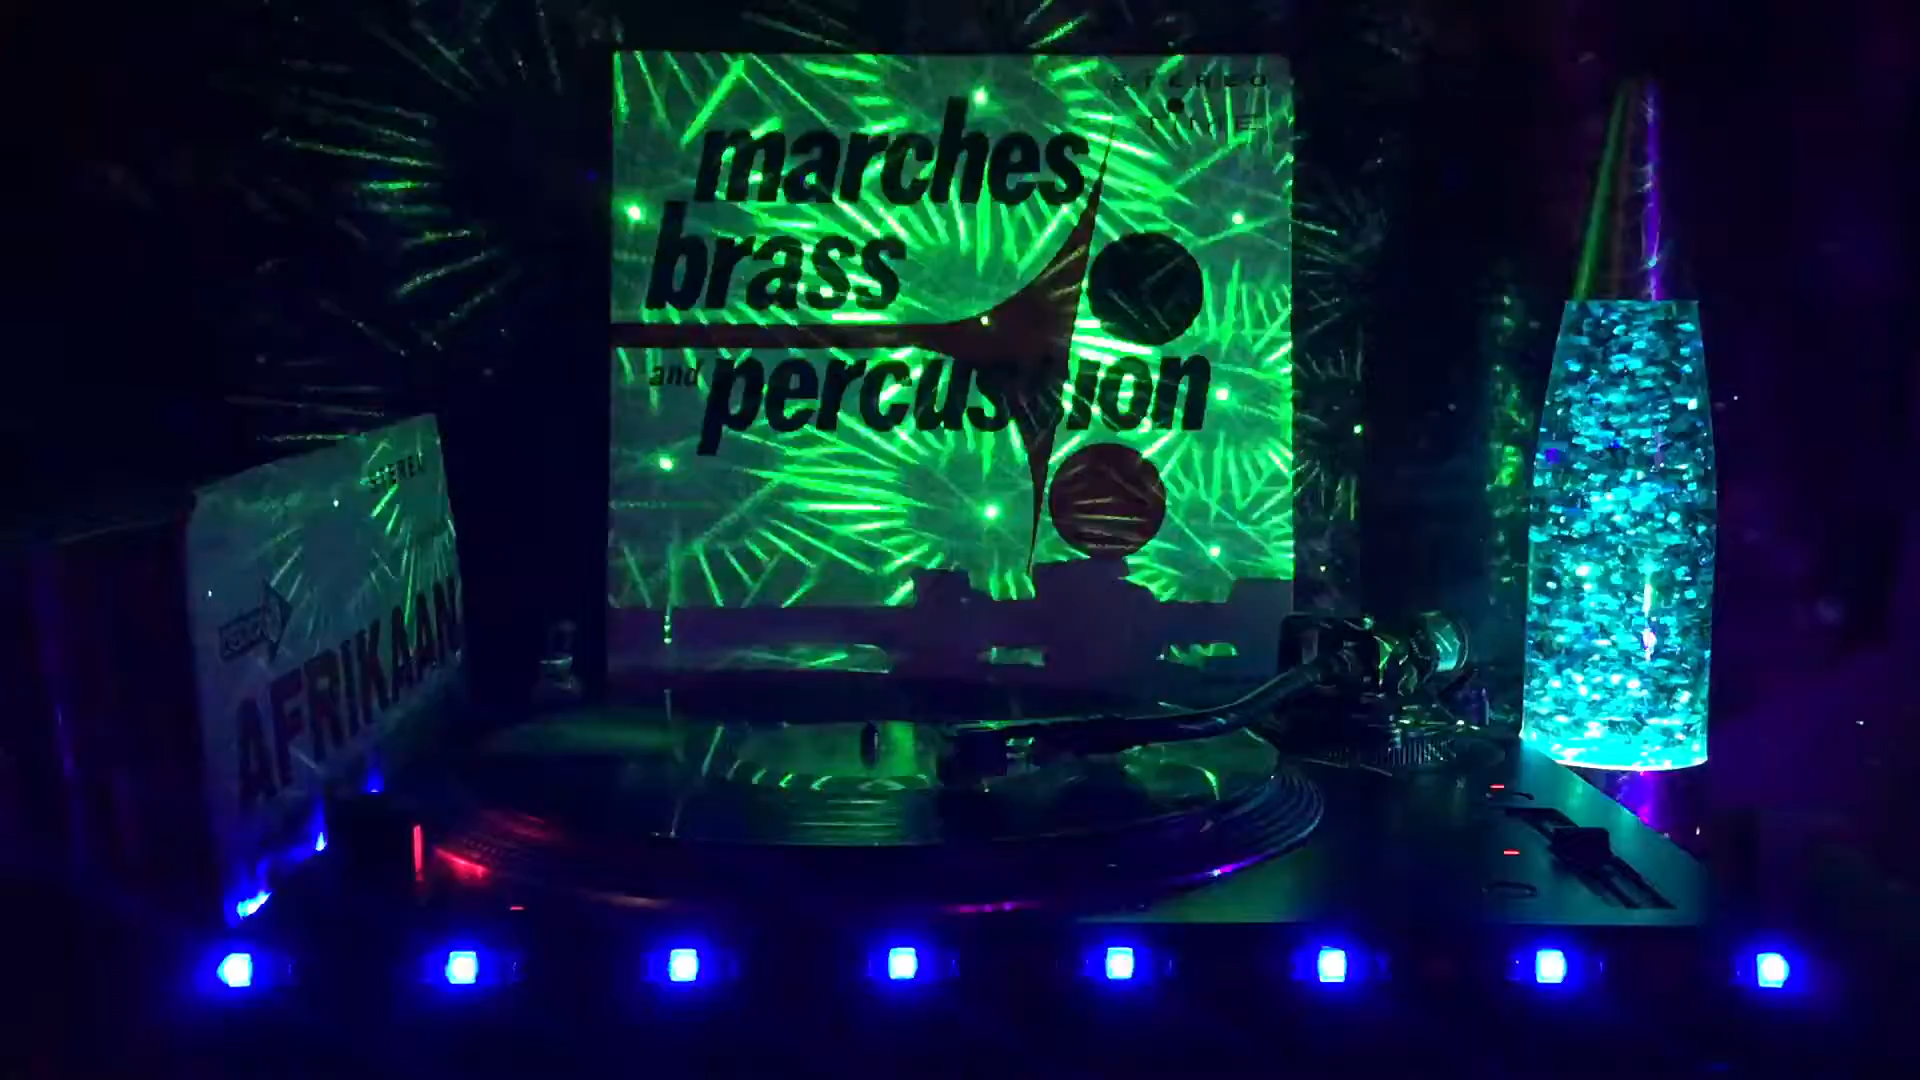 STEREO
marches
brass
and percussion
STEREO
AFRIKAAN